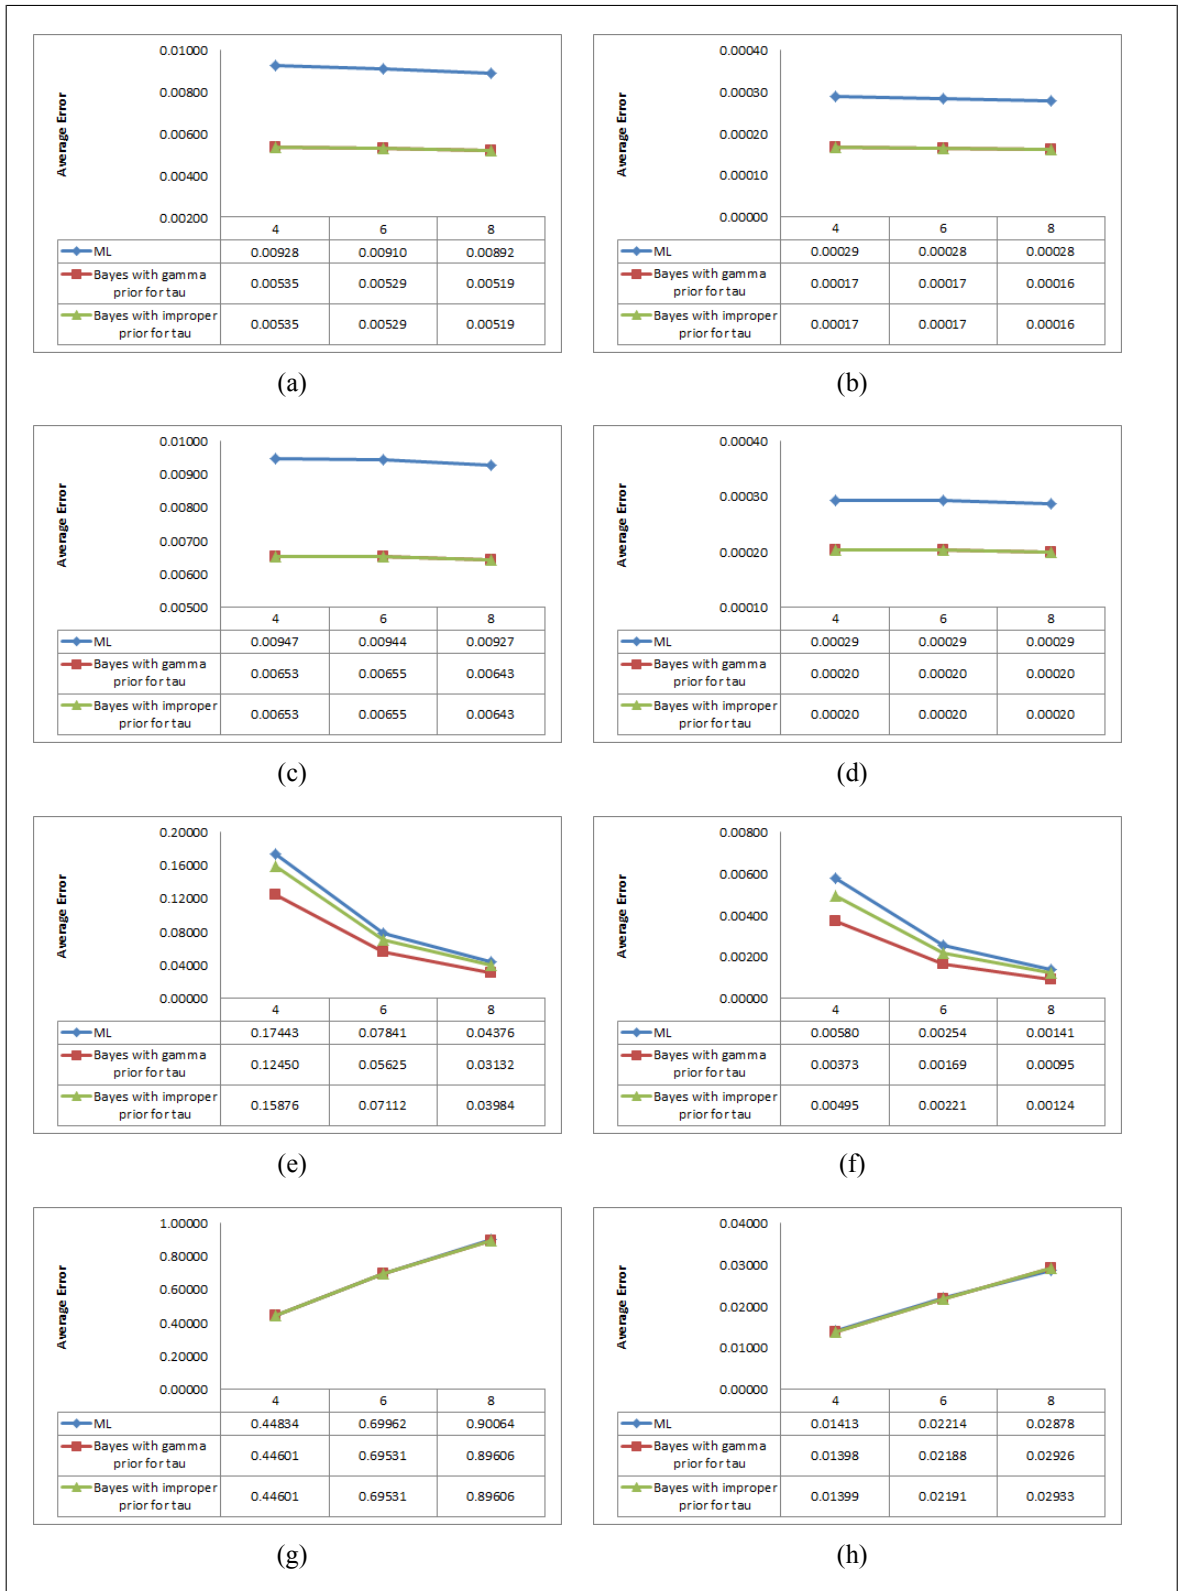 0.01000
0.00800
0.00600
0.00400
0.00200
Average Error
4 6 8
ML 0.00928 0.00910 0.00892
Bayes with gamma
prior for tau 0.00535 0.00529 0.00519
Bayes with improper
prior for tau 0.00535 0.00529 0.00519
(a)
0.00040
0.00030
0.00020
0.00010
0.00000
Average Error
4 6 8
ML 0.00029 0.00028 0.00028
Bayes with gamma
prior for tau 0.00017 0.00017 0.00016
Bayes with improper
prior for tau 0.00017 0.00017 0.00016
(b)
0.01000
0.00900
0.00800
0.00700
0.00600
0.00500
Average Error
4 6 8
ML 0.00947 0.00944 0.00927
Bayes with gamma
prior for tau 0.00653 0.00655 0.00643
Bayes with improper
prior for tau 0.00653 0.00655 0.00643
(c)
0.00040
0.00030
0.00020
0.00010
Average Error
4 6 8
ML 0.00029 0.00029 0.00029
Bayes with gamma
prior for tau 0.00020 0.00020 0.00020
Bayes with improper
prior for tau 0.00020 0.00020 0.00020
(d)
0.20000
0.16000
0.12000
0.08000
0.04000
0.00000
Average Error
4 6 8
ML 0.17443 0.07841 0.04376
Bayes with gamma
prior for tau 0.12450 0.05625 0.03132
Bayes with improper
prior for tau 0.15876 0.07112 0.03984
(e)
0.00800
0.00600
0.00400
0.00200
0.00000
Average Error
4 6 8
ML 0.00580 0.00254 0.00141
Bayes with gamma
prior for tau 0.00373 0.00169 0.00095
Bayes with improper
prior for tau 0.00495 0.00221 0.00124
(f)
1.00000
0.80000
0.60000
0.40000
0.20000
0.00000
Average Error
4 6 8
ML 0.44834 0.69962 0.90064
Bayes with gamma
prior for tau 0.44601 0.69531 0.89606
Bayes with improper
prior for tau 0.44601 0.69531 0.89606
(g)
0.04000
0.03000
0.02000
0.01000
0.00000
Average Error
4 6 8
ML 0.01413 0.02214 0.02878
Bayes with gamma
prior for tau 0.01398 0.02188 0.02926
Bayes with improper
prior for tau 0.01399 0.02191 0.02933
(h)